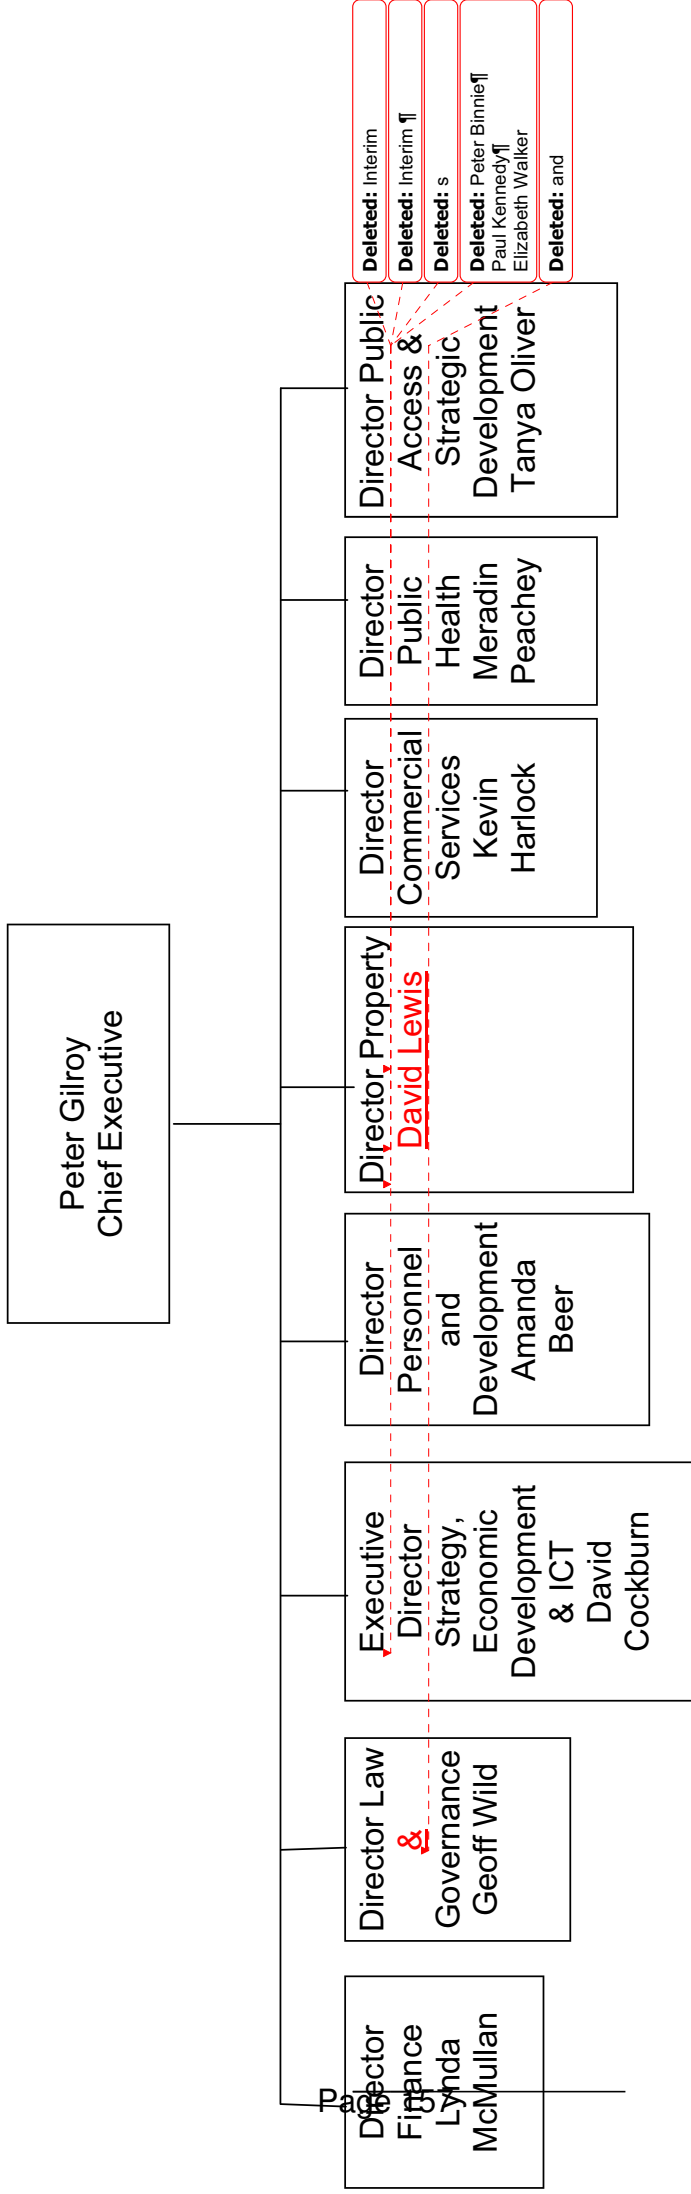 Peter Gilroy
Chief Executive
Director
Finance
Lynda
McMullan
Director Law
&
Governance
Geoff Wild
Executive
Director
Strategy,
Economic
Development
& ICT
David
Cockburn
Director
Personnel
and
Development
Amanda
Beer
Director Property
David Lewis
Director
Commercial
Services
Kevin
Harlock
Director
Public
Health
Meradin
Peachey
Director Public
Access &
Strategic
Development
Tanya Oliver
Deleted: Interim
Deleted: Interim ¶
Deleted: s
Deleted: Peter Binnie¶
Paul Kennedy¶
Elizabeth Walker
Deleted: and
Page 157